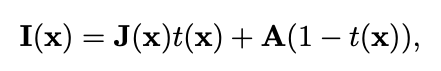 I(x) = J(x)t(x) + A(1 − t(x)),